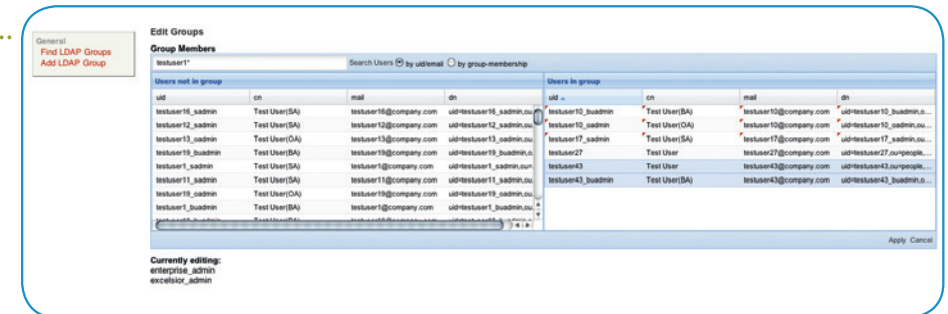 General
Find LDAP Groups
Add LDAP Group
Edit Groups
Group Members
testuser1* Search Users by uid/email by group-membership
Users not in group
uid cn mail dn
testuser16_sadmin Test User(SA) testuser16@company.com uid=testuser16_sadmin,ou
testuser12_sadmin Test User(SA) testuser12@company.com uid=testuser12_sadmin,ou
testuser13_oadmin Test User(OA) testuser13@company.com uid=testuser13_oadmin,ou
testuser19_buadmin Test User(BA) testuser19@company.com uid=testuser19_buadmin,o
testuser1_sadmin Test User(SA) testuser1@company.com uid=testuser1_sadmin,ou=
testuser11_sadmin Test User(SA) testuser11@company.com uid=testuser11_sadmin,ou
testuser19_oadmin Test User(OA) testuser19@company.com uid=testuser19_oadmin,ou
testuser1_buadmin Test User(BA) testuser1@company.com uid=testuser1_buadmin,ou
Users in group
uid cn mail dn
testuser10_buadmin Test User(BA) testuser10@company.com uid=testuser10_buadmin,o...
testuser10_oadmin Test User(OA) testuser10@company.com uid=testuser10_oadmin,ou...
testuser17_sadmin Test User(SA) testuser17@company.com uid=testuser17_sadmin,ou...
testuser27 Test User testuser27@company.com uid=testuser27,ou=people,...
testuser43 Test User testuser43@company.com uid=testuser43,ou=people,...
testuser43_buadmin Test User(BA) testuser43@company.com uid=testuser43_buadmin,o...
Apply Cancel
Currently editing:
enterprise_admin
excelsior_admin